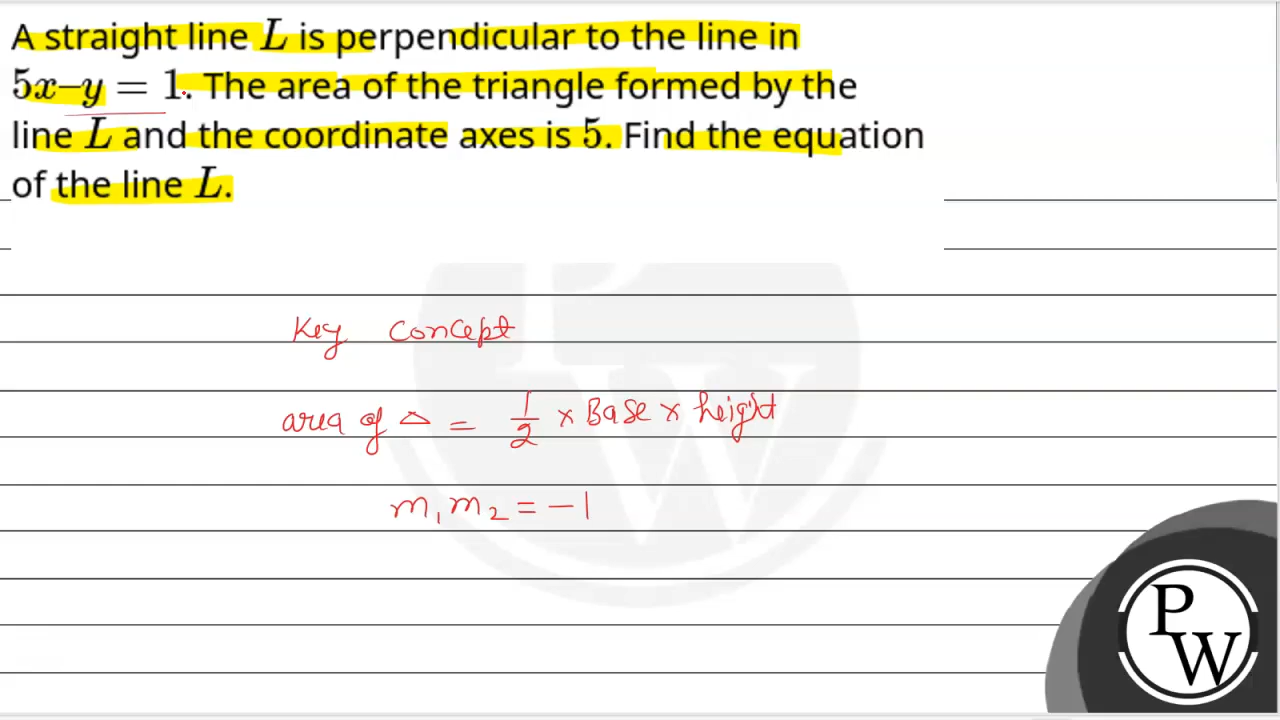 A straight line L is perpendicular to the line in
5x–y = 1. The area of the triangle formed by the
line L and the coordinate axes is 5. Find the equation
of the line L.
Key concept
area of △ = 1/2 × Base × height
m₁m₂ = −1
P
W